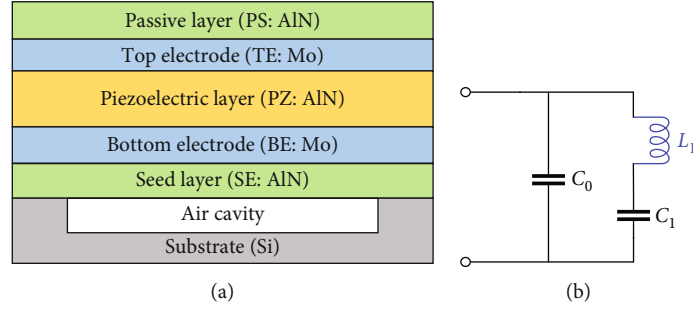 Passive layer (PS: AlN)
Top electrode (TE: Mo)
Piezoelectric layer (PZ: AlN)
Bottom electrode (BE: Mo)
Seed layer (SE: AlN)
Air cavity
Substrate (Si)
(a)
C0
L1
C1
(b)